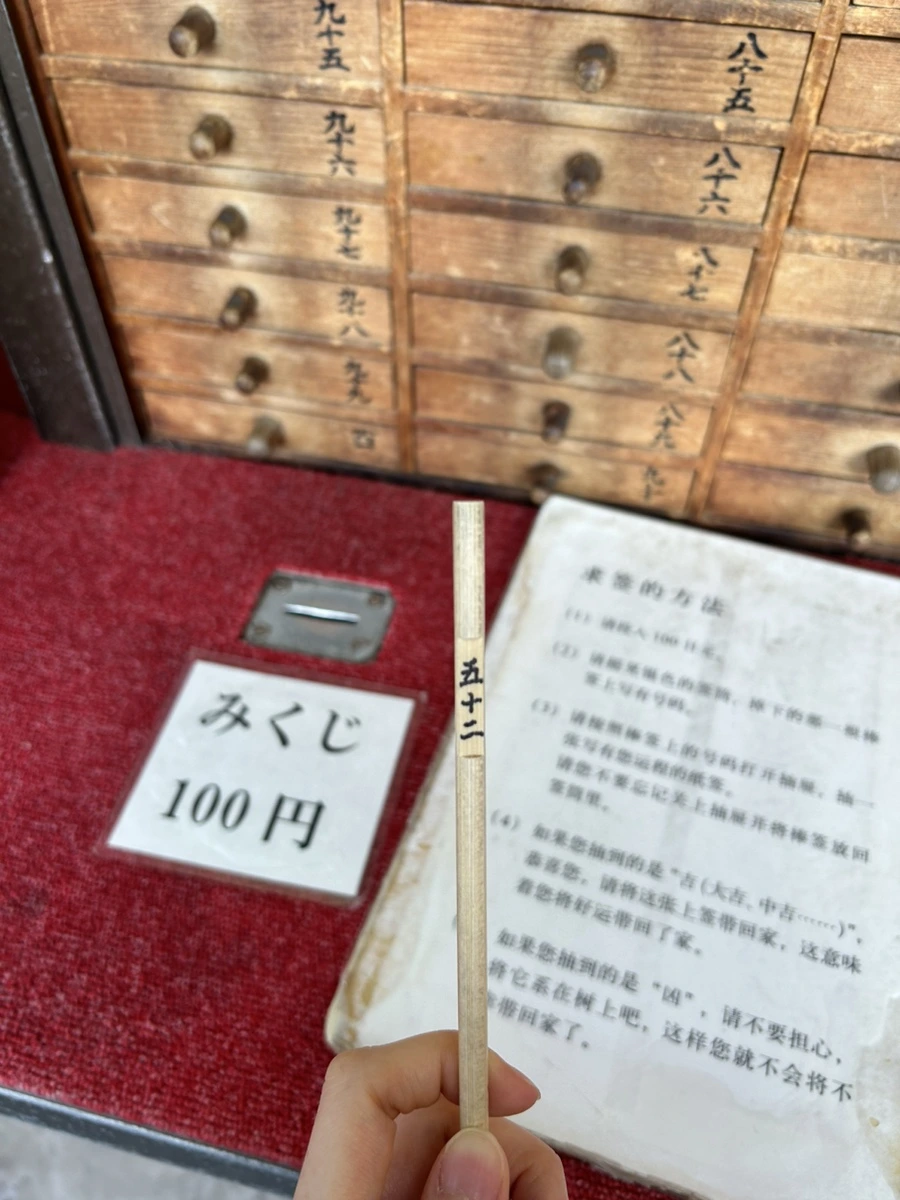 九十五
九十六
九十七
九十八
九十九
百
八十五
八十六
八十七
八十八
八十九
九十
五十二
みくじ
100円
求签的方法
(1) 请投入100日元。
(2) 请摇晃银色的签筒，掉下的那一根棒
签上写有号码。
(3) 请按照棒签上的号码打开抽屉，抽一
张写有您运程的纸签。
请您不要忘记关上抽屉并将棒签放回
签筒里。
(4) 如果您抽到的是“吉(大吉、中吉……)”，
恭喜您，请将这张上签带回家，这意味
着您将好运带回了家。
如果您抽到的是“凶”，请不要担心，
将它系在树上吧，这样您就不会将不
带回家了。